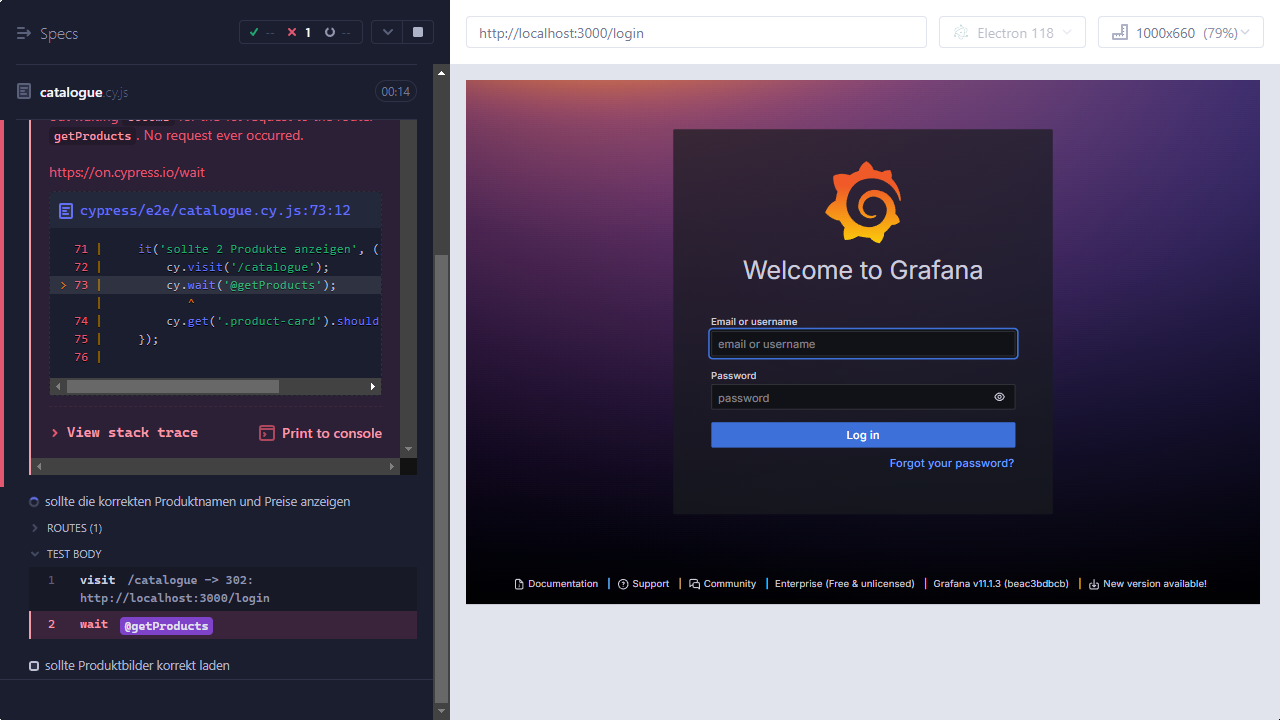 Specs
-- 1 --
catalogue.cy.js
00:14
getProducts. No request ever occurred.
https://on.cypress.io/wait
cypress/e2e/catalogue.cy.js:73:12
71 | it('sollte 2 Produkte anzeigen', (
72 | cy.visit('/catalogue');
> 73 | cy.wait('@getProducts');
| ^
74 | cy.get('.product-card').should
75 | });
76 |
> View stack trace
Print to console
sollte die korrekten Produktnamen und Preise anzeigen
ROUTES (1)
TEST BODY
1 visit /catalogue -> 302:
http://localhost:3000/login
2 wait @getProducts
sollte Produktbilder korrekt laden
http://localhost:3000/login
Electron 118
1000x660 (79%)
Welcome to Grafana
Email or username
email or username
Password
password
Log in
Forgot your password?
Documentation | Support | Community | Enterprise (Free & unlicensed) | Grafana v11.1.3 (beac3bdbcb) | New version available!